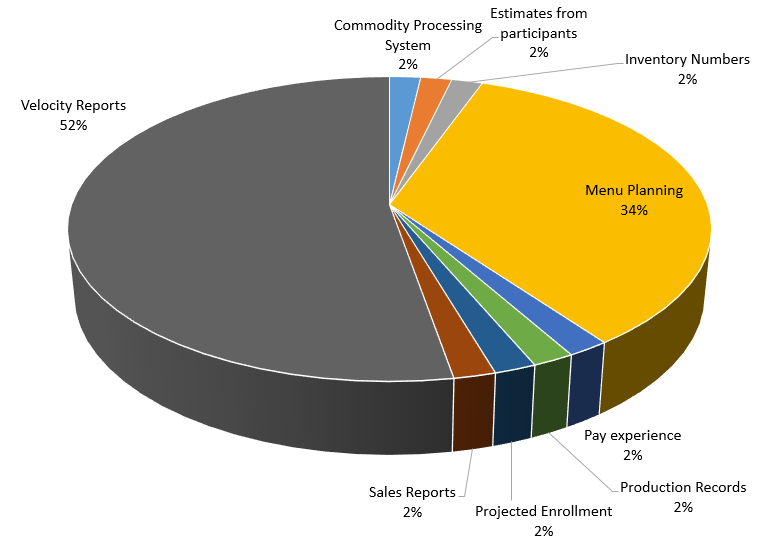 Commodity Processing
System
2%
Estimates from
participants
2%
Inventory Numbers
2%
Velocity Reports
52%
Menu Planning
34%
Pay experience
2%
Production Records
2%
Projected Enrollment
2%
Sales Reports
2%